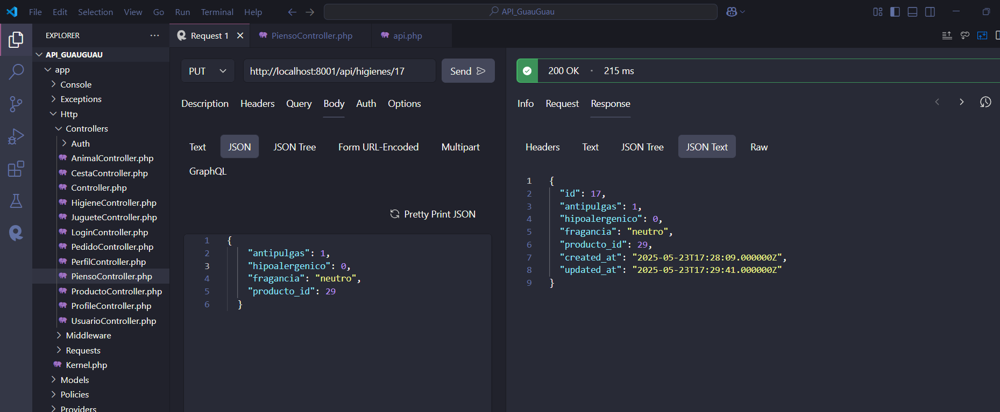 File Edit Selection View Go Run Terminal Help API_GuauGuau
EXPLORER
API_GUAUGUAU
app
Console
Exceptions
Http
Controllers
Auth
AnimalController.php
CestaController.php
Controller.php
HigieneController.php
JugueteController.php
LoginController.php
PedidoController.php
PerfilController.php
PiensoController.php
ProductoController.php
ProfileController.php
UsuarioController.php
Middleware
Requests
Kernel.php
Models
Policies
Providers
Request 1 PiensoController.php api.php
PUT http://localhost:8001/api/higienes/17 Send
Description Headers Query Body Auth Options
Text JSON JSON Tree Form URL-Encoded Multipart
GraphQL
Pretty Print JSON
1 {
2 "antipulgas": 1,
3 "hipoalergenico": 0,
4 "fragancia": "neutro",
5 "producto_id": 29
6 }
200 OK · 215 ms
Info Request Response
Headers Text JSON Tree JSON Text Raw
1 {
2 "id": 17,
3 "antipulgas": 1,
4 "hipoalergenico": 0,
5 "fragancia": "neutro",
6 "producto_id": 29,
7 "created_at": "2025-05-23T17:28:09.000000Z",
8 "updated_at": "2025-05-23T17:29:41.000000Z"
9 }